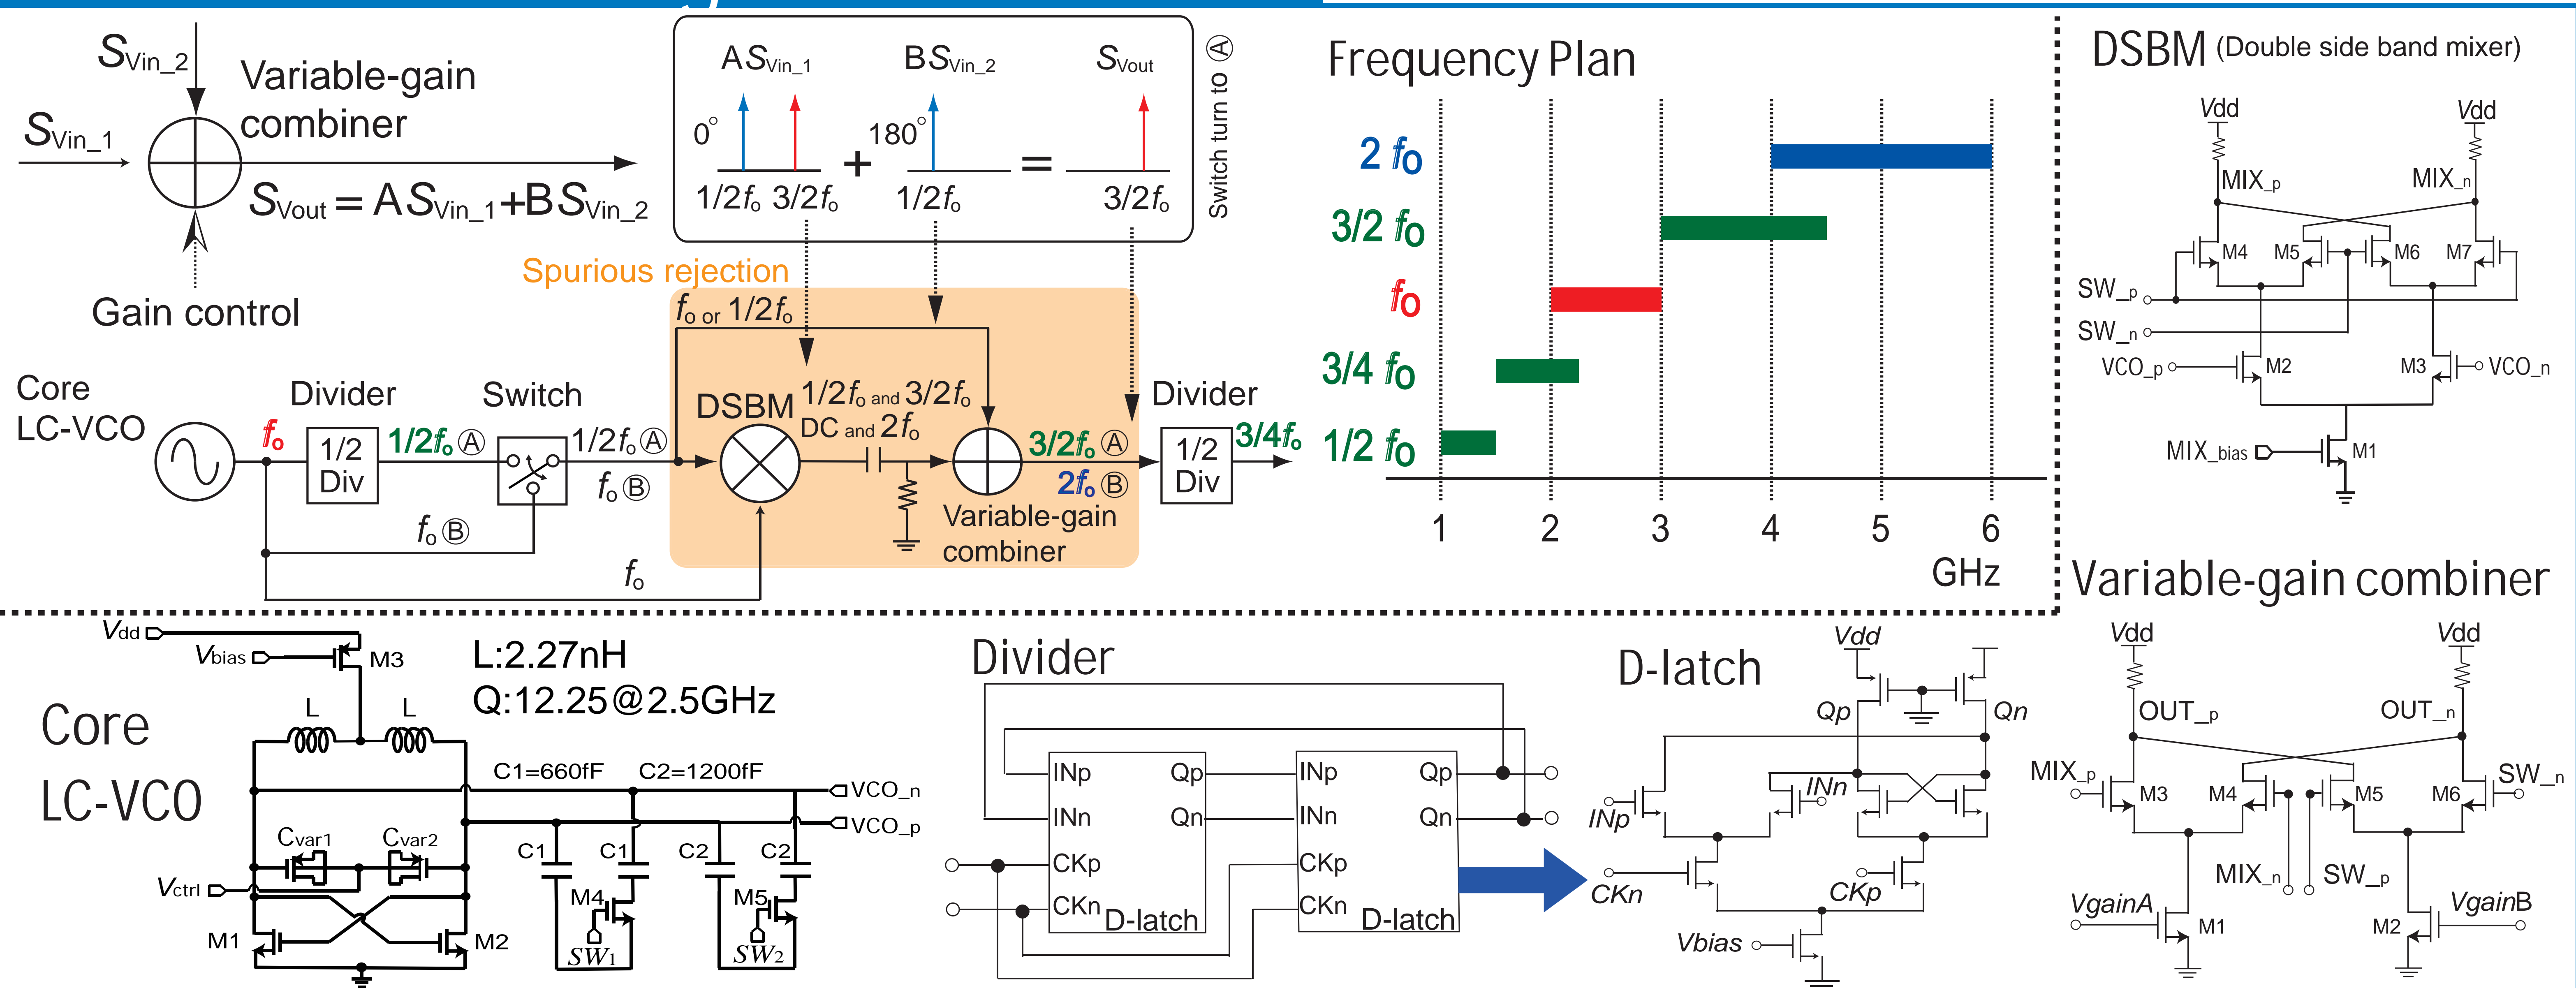 SVin_2
SVin_1
Variable-gain
combiner
SVout = ASVin_1+BSVin_2
Gain control
ASVin_1
BSVin_2
SVout
0°
180°
+
=
1/2fo 3/2fo
1/2fo
3/2fo
Switch turn to Ⓐ
Spurious rejection
fo or 1/2fo
Core
LC-VCO
fo
Divider
1/2
Div
1/2fo Ⓐ
Switch
1/2fo Ⓐ
fo Ⓑ
fo Ⓑ
fo
DSBM
1/2fo and 3/2fo
DC and 2fo
Variable-gain
combiner
3/2fo Ⓐ
2fo Ⓑ
Divider
1/2
Div
3/4fo
Frequency Plan
2 fo
3/2 fo
fo
3/4 fo
1/2 fo
1 2 3 4 5 6
GHz
DSBM (Double side band mixer)
Vdd
Vdd
MIX_p
MIX_n
M4
M5
M6
M7
SW_p
SW_n
VCO_p
M2
M3
VCO_n
MIX_bias
M1
Core
LC-VCO
Vdd
Vbias
M3
L:2.27nH
Q:12.25@2.5GHz
L
L
C1=660fF
C2=1200fF
VCO_n
VCO_p
Cvar1
Cvar2
C1
C1
C2
C2
Vctrl
M4
M5
M1
M2
SW1
SW2
Divider
INp
Qp
INn
Qn
CKp
CKn
D-latch
INp
Qp
INn
Qn
CKp
CKn
D-latch
D-latch
Vdd
Qp
Qn
INp
INn
CKn
CKp
Vbias
Variable-gain combiner
Vdd
Vdd
OUT_p
OUT_n
MIX_p
M3
M4
M5
M6
SW_n
MIX_n
SW_p
VgainA
M1
M2
VgainB